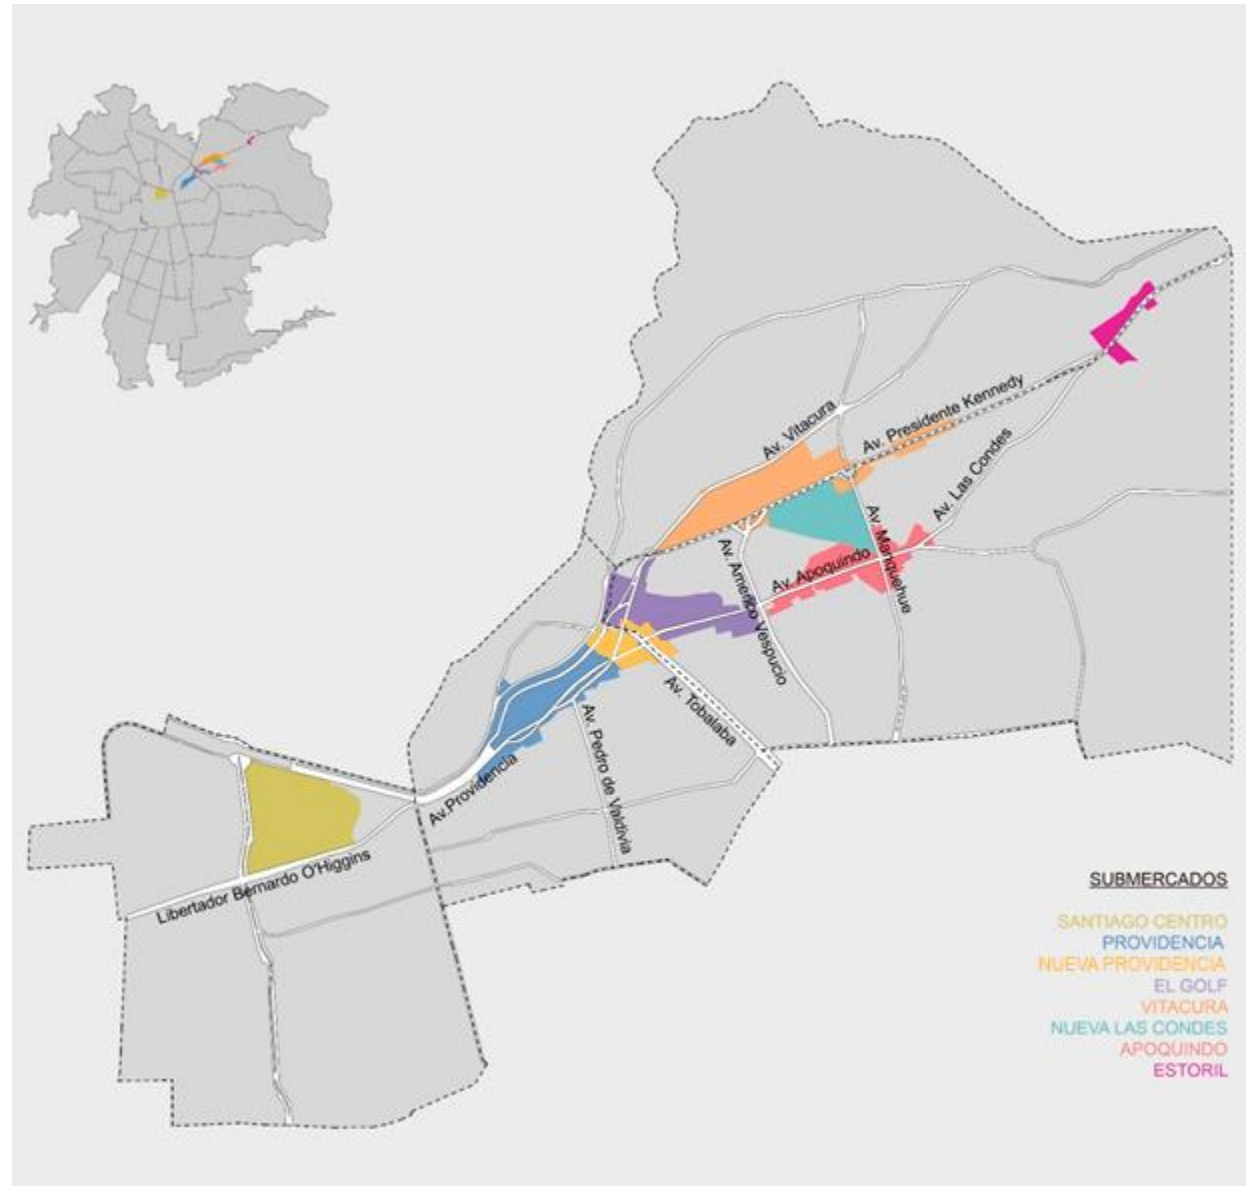 Av. Vitacura
Av. Presidente Kennedy
Av. Las Condes
Av. Manquehue
Av. Apoquindo
Av. Americo Vespucio
Av. Tobalaba
Av. Pedro de Valdivia
Av.Providencia
Libertador Bernardo O'Higgins
SUBMERCADOS
SANTIAGO CENTRO
PROVIDENCIA
NUEVA PROVIDENCIA
EL GOLF
VITACURA
NUEVA LAS CONDES
APOQUINDO
ESTORIL